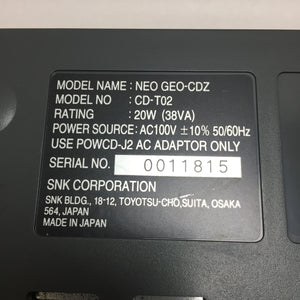 MODEL NAME : NEO GEO-CDZ
MODEL NO : CD-T02
RATING : 20W (38VA)
POWER SOURCE : AC100V ±10% 50/60Hz
USE POWCD-J2 AC ADAPTOR ONLY
SERIAL NO. 0011815
SNK CORPORATION
SNK BLDG., 18-12, TOYOTSU-CHO,SUITA, OSAKA
564, JAPAN
MADE IN JAPAN